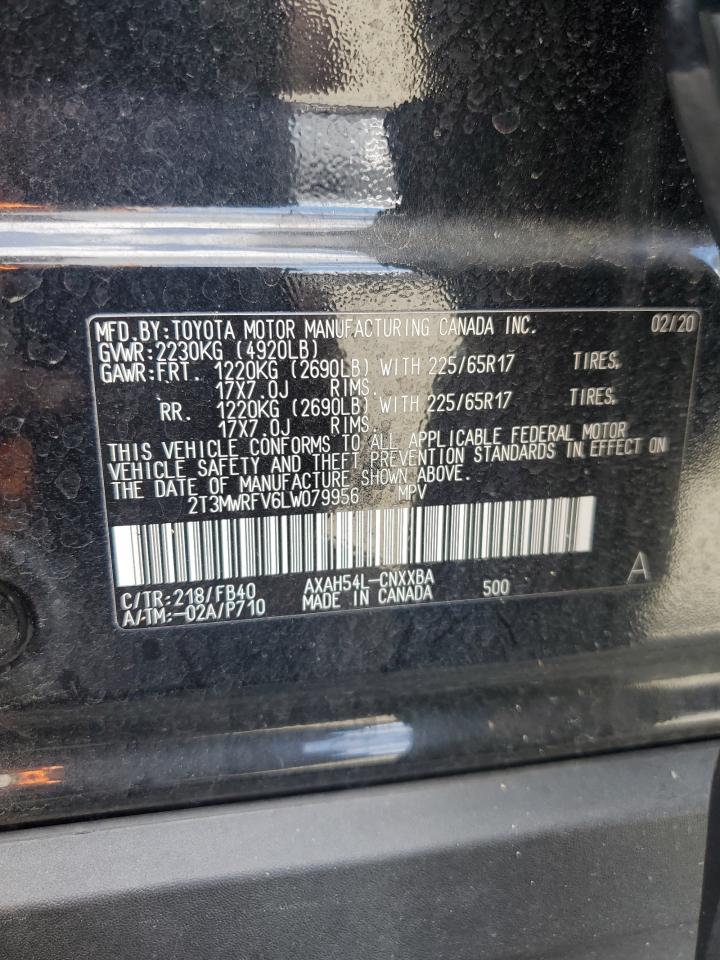 MFD.BY:TOYOTA MOTOR MANUFACTURING CANADA INC. 02/20
GVWR:2230KG (4920LB)
GAWR:FRT. 1220KG (2690LB) WITH 225/65R17 TIRES,
17X7.0J RIMS.
RR. 1220KG (2690LB) WITH 225/65R17 TIRES,
17X7.0J RIMS.
THIS VEHICLE CONFORMS TO ALL APPLICABLE FEDERAL MOTOR
VEHICLE SAFETY AND THEFT PREVENTION STANDARDS IN EFFECT ON
THE DATE OF MANUFACTURE SHOWN ABOVE.
2T3MWRFV6LW079956 MPV
C/TR:218/FB40 AXAH54L-CNXXBA 500 A
A/TM:-02A/P710 MADE IN CANADA